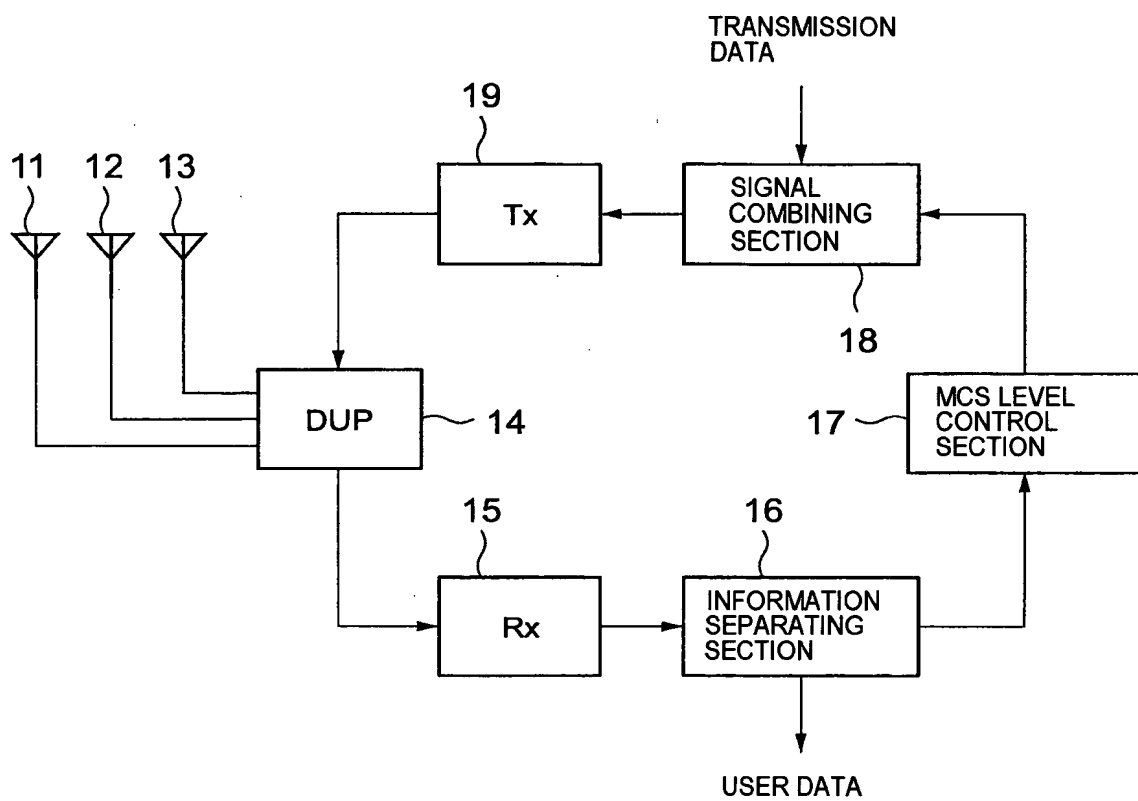 TRANSMISSION
DATA
19
11
12
13
Tx
SIGNAL
COMBINING
SECTION
18
DUP
14
17
MCS LEVEL
CONTROL
SECTION
15
16
Rx
INFORMATION
SEPARATING
SECTION
USER DATA